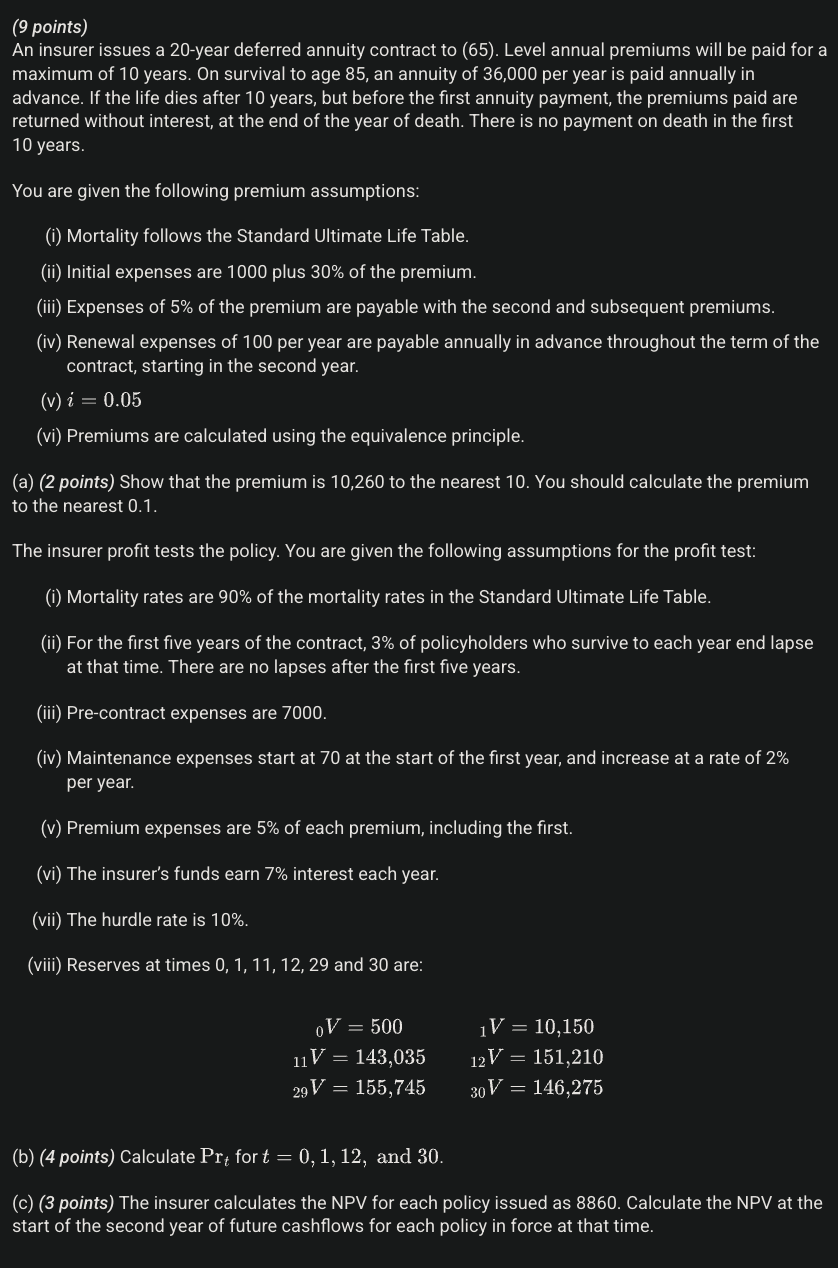 (9 points)
An insurer issues a 20-year deferred annuity contract to (65). Level annual premiums will be paid for a
maximum of 10 years. On survival to age 85, an annuity of 36,000 per year is paid annually in
advance. If the life dies after 10 years, but before the first annuity payment, the premiums paid are
returned without interest, at the end of the year of death. There is no payment on death in the first
10 years.
You are given the following premium assumptions:
(i) Mortality follows the Standard Ultimate Life Table.
(ii) Initial expenses are 1000 plus 30% of the premium.
(iii) Expenses of 5% of the premium are payable with the second and subsequent premiums.
(iv) Renewal expenses of 100 per year are payable annually in advance throughout the term of the
contract, starting in the second year.
(v) i = 0.05
(vi) Premiums are calculated using the equivalence principle.
(a) (2 points) Show that the premium is 10,260 to the nearest 10. You should calculate the premium
to the nearest 0.1.
The insurer profit tests the policy. You are given the following assumptions for the profit test:
(i) Mortality rates are 90% of the mortality rates in the Standard Ultimate Life Table.
(ii) For the first five years of the contract, 3% of policyholders who survive to each year end lapse
at that time. There are no lapses after the first five years.
(iii) Pre-contract expenses are 7000.
(iv) Maintenance expenses start at 70 at the start of the first year, and increase at a rate of 2%
per year.
(v) Premium expenses are 5% of each premium, including the first.
(vi) The insurer’s funds earn 7% interest each year.
(vii) The hurdle rate is 10%.
(viii) Reserves at times 0, 1, 11, 12, 29 and 30 are:
₀V = 500 ₁V = 10,150
₁₁V = 143,035 ₁₂V = 151,210
₂₉V = 155,745 ₃₀V = 146,275
(b) (4 points) Calculate Prₜ for t = 0, 1, 12, and 30.
(c) (3 points) The insurer calculates the NPV for each policy issued as 8860. Calculate the NPV at the
start of the second year of future cashflows for each policy in force at that time.